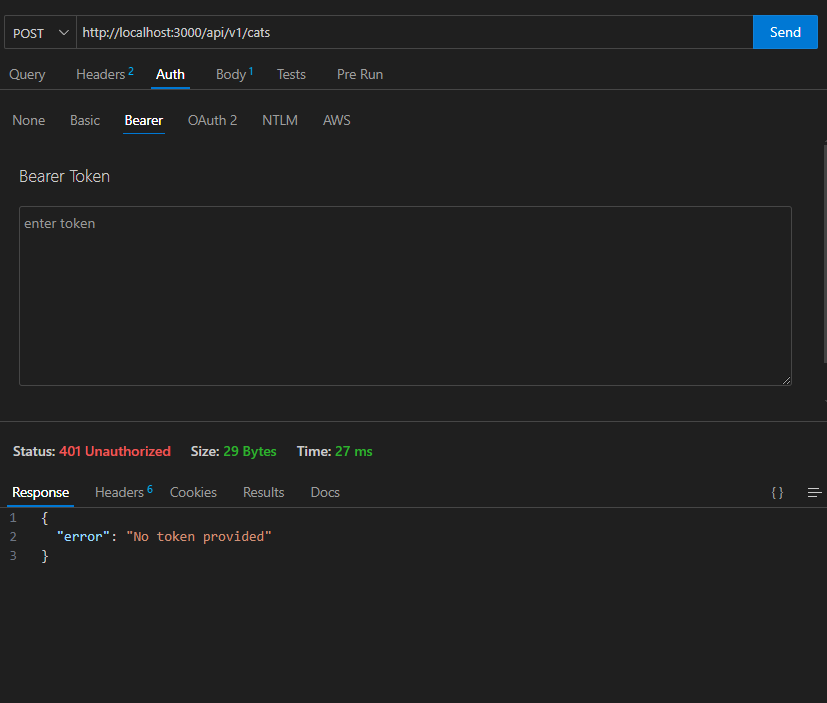 POST http://localhost:3000/api/v1/cats Send
Query Headers 2 Auth Body 1 Tests Pre Run
None Basic Bearer OAuth 2 NTLM AWS
Bearer Token
enter token
Status: 401 Unauthorized Size: 29 Bytes Time: 27 ms
Response Headers 6 Cookies Results Docs { }
1 {
2 "error": "No token provided"
3 }